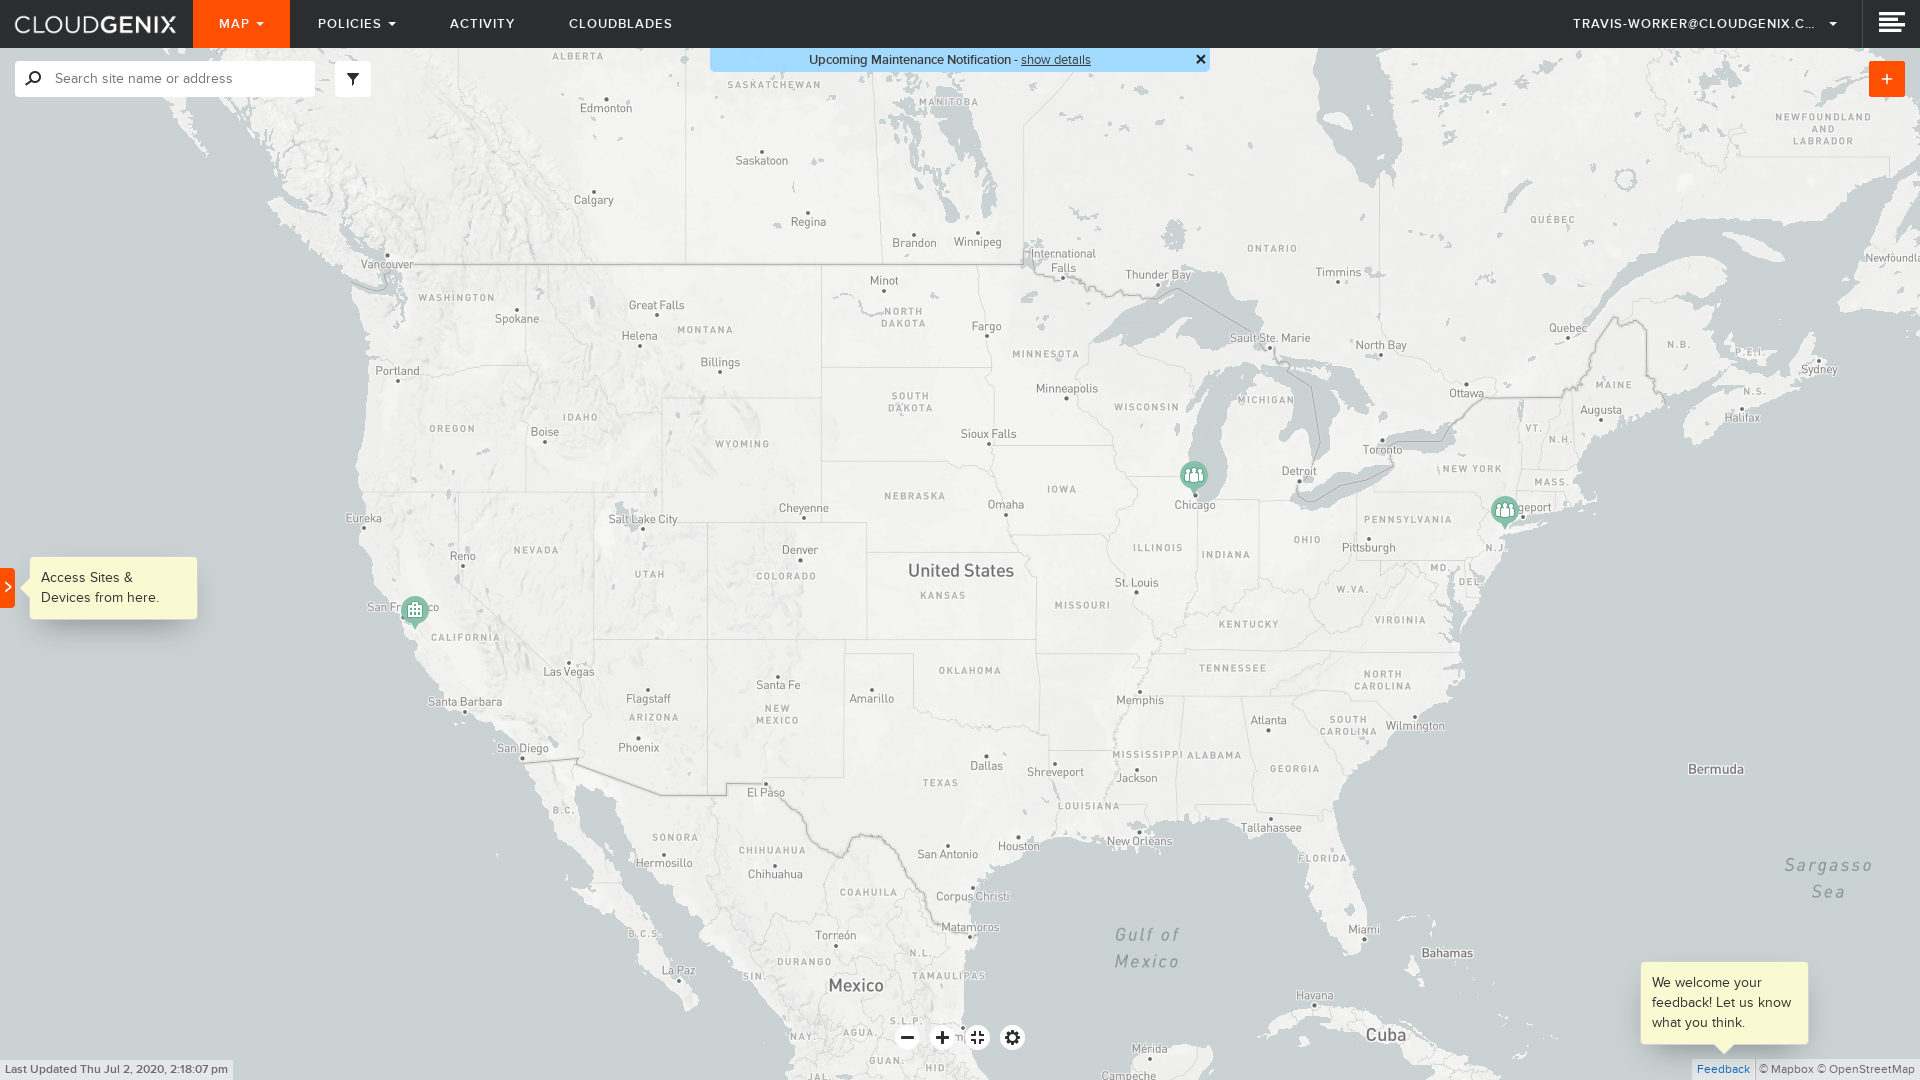 CLOUDGENIX
MAP
POLICIES
ACTIVITY
CLOUDBLADES
TRAVIS-WORKER@CLOUDGENIX.C...
Upcoming Maintenance Notification - show details
Search site name or address
ALBERTA
SASKATCHEWAN
MANITOBA
Edmonton
NEWFOUNDLAND
AND
LABRADOR
Saskatoon
Calgary
Regina
QUÉBEC
Brandon
Winnipeg
ONTARIO
International
Falls
Vancouver
Newfoundla
Thunder Bay
Timmins
Minot
WASHINGTON
Great Falls
Spokane
NORTH
DAKOTA
Fargo
MONTANA
Helena
Quebec
Sault Ste. Marie
North Bay
N.B.
P.E.I.
MINNESOTA
Billings
Portland
Sydney
MAINE
Minneapolis
Ottawa
N.S.
SOUTH
DAKOTA
WISCONSIN
MICHIGAN
Augusta
Halifax
IDAHO
OREGON
Boise
Sioux Falls
VT.
N.H.
WYOMING
Toronto
Detroit
NEW YORK
MASS.
IOWA
NEBRASKA
Omaha
Chicago
Cheyenne
geport
Eureka
Salt Lake City
PENNSYLVANIA
OHIO
Pittsburgh
N.J.
NEVADA
Reno
Denver
ILLINOIS
INDIANA
United States
UTAH
COLORADO
St. Louis
MD.
DEL.
W.VA.
KANSAS
Access Sites &
Devices from here.
San Fr
co
MISSOURI
KENTUCKY
VIRGINIA
CALIFORNIA
Las Vegas
OKLAHOMA
TENNESSEE
NORTH
CAROLINA
Santa Fe
Flagstaff
Amarillo
Santa Barbara
Memphis
ARIZONA
NEW
MEXICO
Atlanta
SOUTH
CAROLINA
Wilmington
San Diego
Phoenix
MISSISSIPPI
ALABAMA
Dallas
Shreveport
Jackson
GEORGIA
Bermuda
TEXAS
El Paso
B.C.
LOUISIANA
Tallahassee
SONORA
New Orleans
Houston
CHIHUAHUA
San Antonio
Hermosillo
FLORIDA
Chihuahua
Sargasso
Sea
COAHUILA
Corpus Christi
Matamoros
Miami
Gulf of
Mexico
B.C.S.
Torreón
N.L.
Bahamas
DURANGO
La Paz
SIN.
TAMAULIPAS
Mexico
We welcome your
feedback! Let us know
what you think.
Havana
S.L.P.
NAY.
AGUA.
Cuba
Mérida
GUAN.
HID.
JAL.
Campeche
Last Updated Thu Jul 2, 2020, 2:18:07 pm
Feedback
© Mapbox © OpenStreetMap